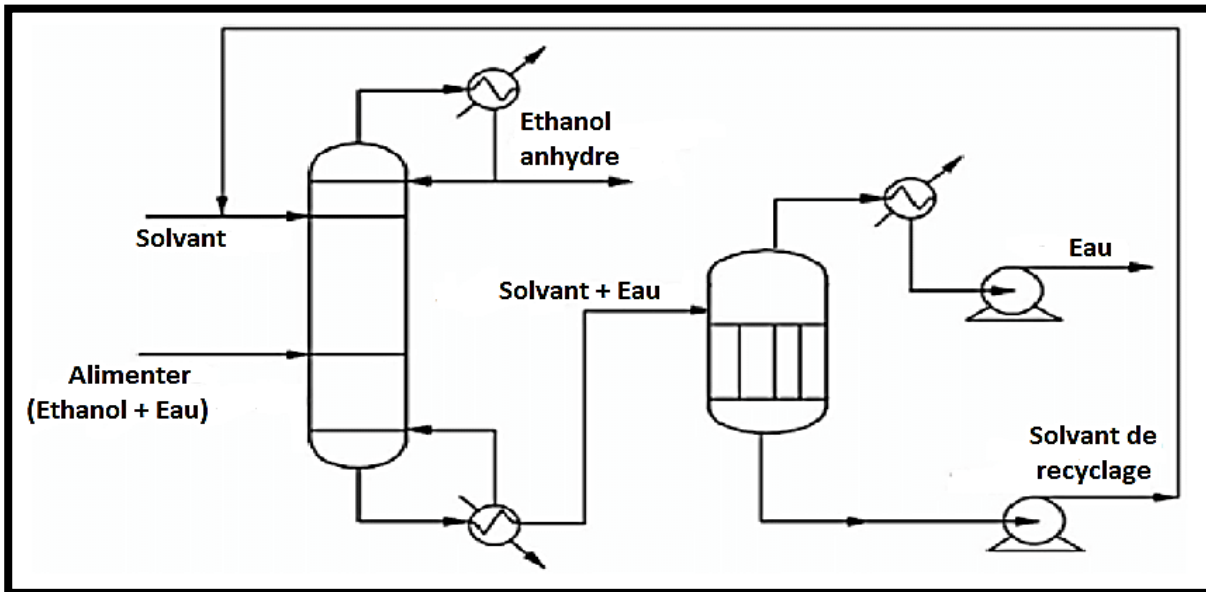 Ethanol
anhydre
Solvant
Alimenter
(Ethanol + Eau)
Solvant + Eau
Eau
Solvant de
recyclage